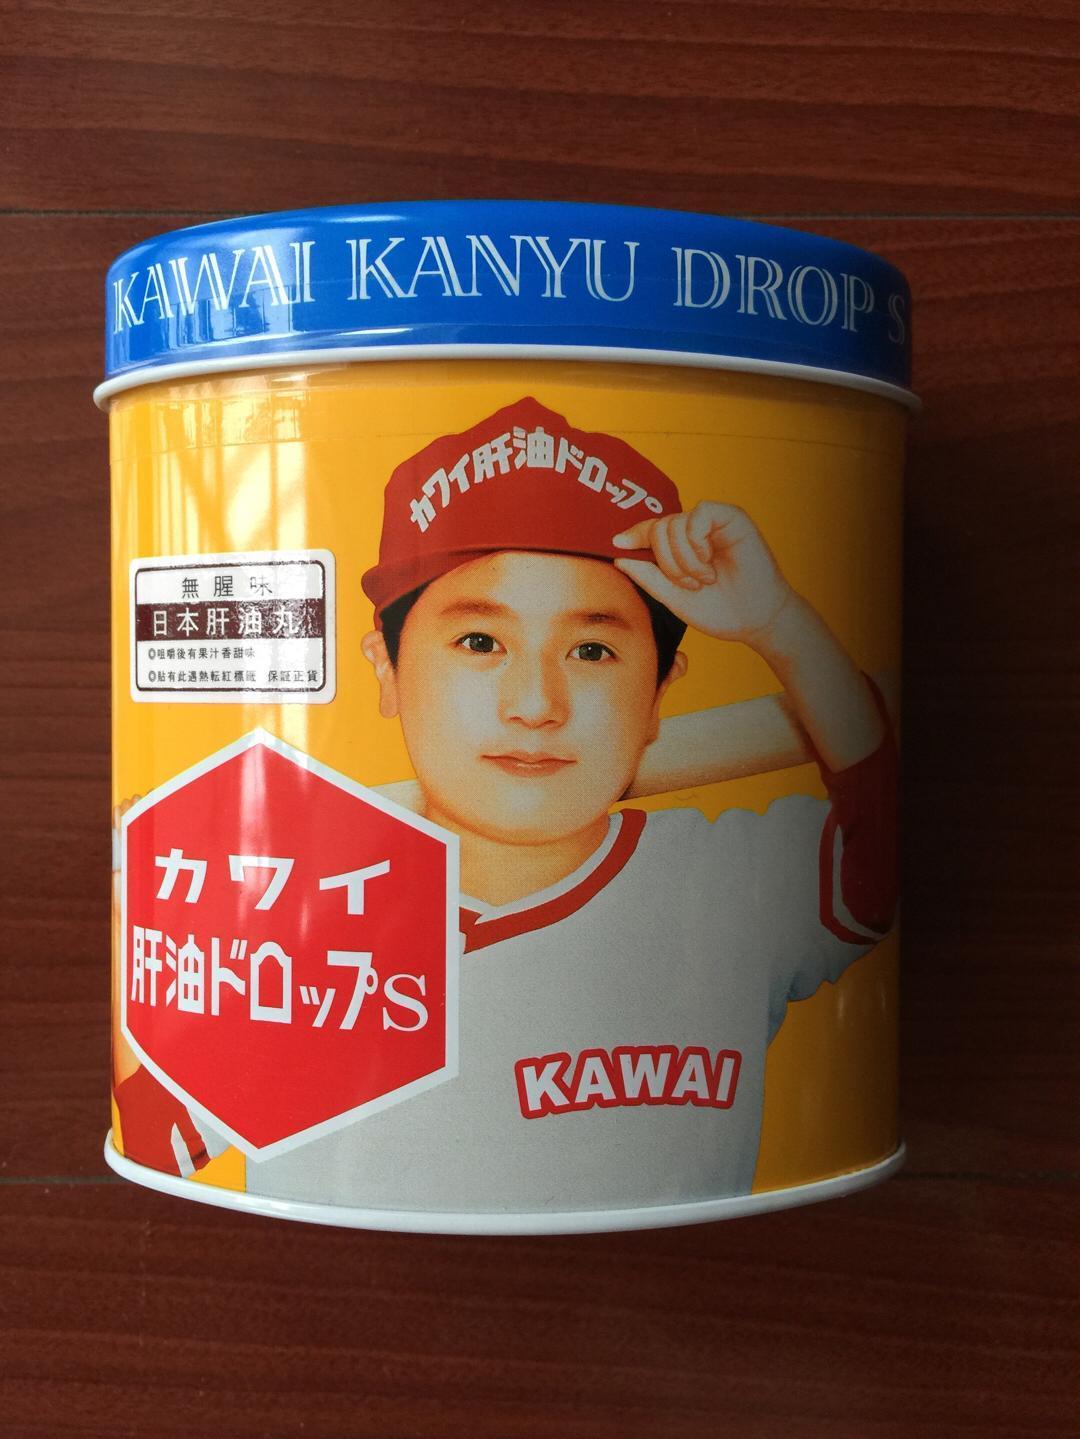 KAWAI KANYU DROP S
カワイ肝油ドロップ
無腥味
日本肝油丸
◎咀嚼後有果汁香甜味
◎貼有此遇熱転紅標籤 保証正貨
カワイ
肝油ドロップS
KAWAI